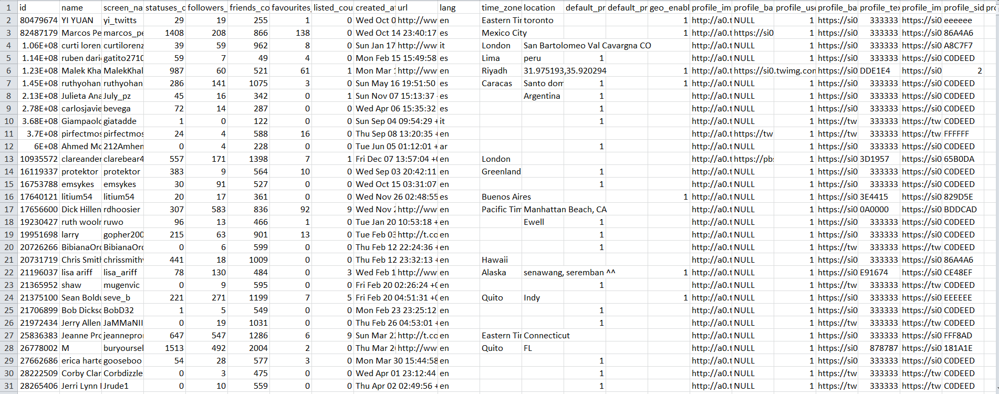 1 id name screen_na statuses_c followers_ friends_co favourites_ listed_cou created_at url lang time_zone location default_pr default_pr geo_enabl profile_im profile_ba profile_use profile_ba profile_tex profile_im profile_sid pro
2 80479674 YI YUAN yi_twitts 29 19 255 1 0 Wed Oct 0 http://ww en Eastern Tir toronto 1 http://a0.t NULL 1 https://si0 333333 https://si0 eeeeee
3 82487179 Marcos Pe marcos_pe 1408 208 866 138 0 Wed Oct 14 23:40:17 es Mexico City 1 http://a0.t https://si0 1 https://si0 333333 https://si0 86A4A6
4 1.06E+08 curti loren curtilorenz 39 59 962 8 0 Sun Jan 17 http://ww it London San Bartolomeo Val Cavargna CO http://a0.t NULL 1 https://si0 333333 https://si0 A8C7F7
5 1.14E+08 ruben dari gatito2710 59 7 49 4 0 Mon Feb 15 15:49:58 es Lima peru 1 http://a0.t NULL 1 https://si0 333333 https://si0 C0DEED
6 1.23E+08 Malek Kha MalekKhal 987 60 521 61 1 Mon Mar http://ww en Riyadh 31.975193,35.920294 1 http://a0.t https://si0.twimg.com 1 https://si0 DDE1E4 https://si0 2
7 1.45E+08 ruthyohan ruthyohan 286 141 1075 3 0 Sun May 16 19:51:50 es Caracas Santo dom 1 1 http://a0.t NULL 1 https://si0 333333 https://si0 C0DEED
8 2.13E+08 Julieta Ana July_pz 45 16 342 0 1 Sun Nov 07 15:13:37 es Argentina 1 http://a0.t NULL 1 https://si0 333333 https://si0 C0DEED
9 2.78E+08 carlosjavie bevega 72 14 287 0 0 Wed Apr 06 15:35:32 es 1 http://a0.t NULL 1 https://si0 333333 https://si0 C0DEED
10 3.68E+08 Giampaolo giatadde 1 0 122 0 0 Sun Sep 04 09:54:29 + it 1 http://a0.t NULL 1 https://tw 333333 https://tw C0DEED
11 3.7E+08 pirfectmos pirfectmos 24 4 588 16 0 Thu Sep 08 13:20:35 + en http://a0.t https://tw 1 https://tw 333333 https://tw FFFFFF
12 6E+08 Ahmed Mo 212Amhen 0 4 228 0 0 Tue Jun 05 01:12:01 + ar 1 http://a0.t NULL 1 https://si0 333333 https://si0 C0DEED
13 10935572 clareander clarebear4 557 171 1398 7 1 Fri Dec 07 13:57:04 +0 en London http://a0.t https://pbs 1 https://si0 3D1957 https://si0 65B0DA
14 16119337 protektor protektor 383 9 564 10 0 Wed Sep 03 20:42:11 en Greenland 1 http://a0.t NULL 1 https://si0 333333 https://si0 C0DEED
15 16753788 emsykes emsykes 30 91 527 0 0 Wed Oct 15 03:31:07 en 1 http://a0.t NULL 1 https://si0 333333 https://si0 C0DEED
16 17640121 litium54 litium54 20 17 361 0 0 Wed Nov 26 02:48:55 es Buenos Aires 1 http://a0.t NULL 1 https://si0 3E4415 https://si0 829D5E
17 17656600 Dick Hillen rdhoosier 307 583 836 92 9 Wed Nov 2 http://ww en Pacific Tim Manhattan Beach, CA http://a0.t NULL 1 https://si0 0A0000 https://si0 BDDCAD
18 19230427 ruth woolr ruwo 96 13 466 1 0 Tue Jan 20 10:53:18 + en Ewell 1 http://a0.t NULL 1 https://si0 333333 https://si0 C0DEED
19 19951698 larry gopher200 215 63 901 13 0 Tue Feb 03 http://t.co en 1 http://a0.t NULL 1 https://si0 333333 https://si0 C0DEED
20 20726266 BibianaOrc BibianaOrc 0 6 599 0 0 Thu Feb 12 22:24:36 + en 1 http://a0.t NULL 1 https://tw 333333 https://tw C0DEED
21 20731719 Chris Smith chrissmithy 441 18 1009 0 0 Thu Feb 12 23:32:13 + en Hawaii http://a0.t NULL 1 https://si0 333333 https://si0 86A4A6
22 21196037 lisa ariff lisa_ariff 78 130 484 0 3 Wed Feb 1 http://ww en Alaska senawang, seremban ^^ 1 http://a0.t NULL 1 https://si0 E91674 https://si0 CE48EF
23 21365952 shaw mugenvic 0 9 595 0 0 Fri Feb 20 02:26:24 +0 en 1 http://a0.t NULL 1 https://tw 333333 https://tw C0DEED
24 21375100 Sean Boldu seve_b 221 271 1199 7 5 Fri Feb 20 04:51:31 +0 en Quito Indy 1 http://a0.t NULL 1 https://si0 333333 https://si0 EEEEEE
25 21706899 Bob Dickso BobD32 1 5 549 0 0 Mon Feb 23 23:25:12 en 1 http://a0.t NULL 1 https://si0 333333 https://si0 C0DEED
26 21972434 Jerry Allen JaMMaNII 0 19 1031 0 0 Thu Feb 26 04:53:01 + en 1 http://a0.t NULL 1 https://tw 333333 https://tw C0DEED
27 25836383 Jeanne Pro jeanneproı 647 547 1286 6 9 Sun Mar 22 http://t.co en Eastern Tir Connecticut http://a0.t NULL 1 https://si0 333333 https://si0 FFF8AD
28 26778002 M buryoursel 1513 492 2004 2 0 Thu Mar 26 http://ww en Quito FL http://a0.t NULL 1 https://si0 878787 https://si0 181A1E
29 27662686 erica harte gooseboo 54 28 577 3 0 Mon Mar 30 15:44:58 en 1 http://a0.t NULL 1 https://si0 333333 https://si0 C0DEED
30 28222509 Corby Clar Corbdizzle 0 3 475 0 0 Wed Apr 01 23:12:44 en 1 http://a0.t NULL 1 https://tw 333333 https://tw C0DEED
31 28265406 Jerri Lynn Jrude1 0 10 559 0 0 Thu Apr 02 02:49:56 + en 1 http://a0.t NULL 1 https://tw 333333 https://tw C0DEED